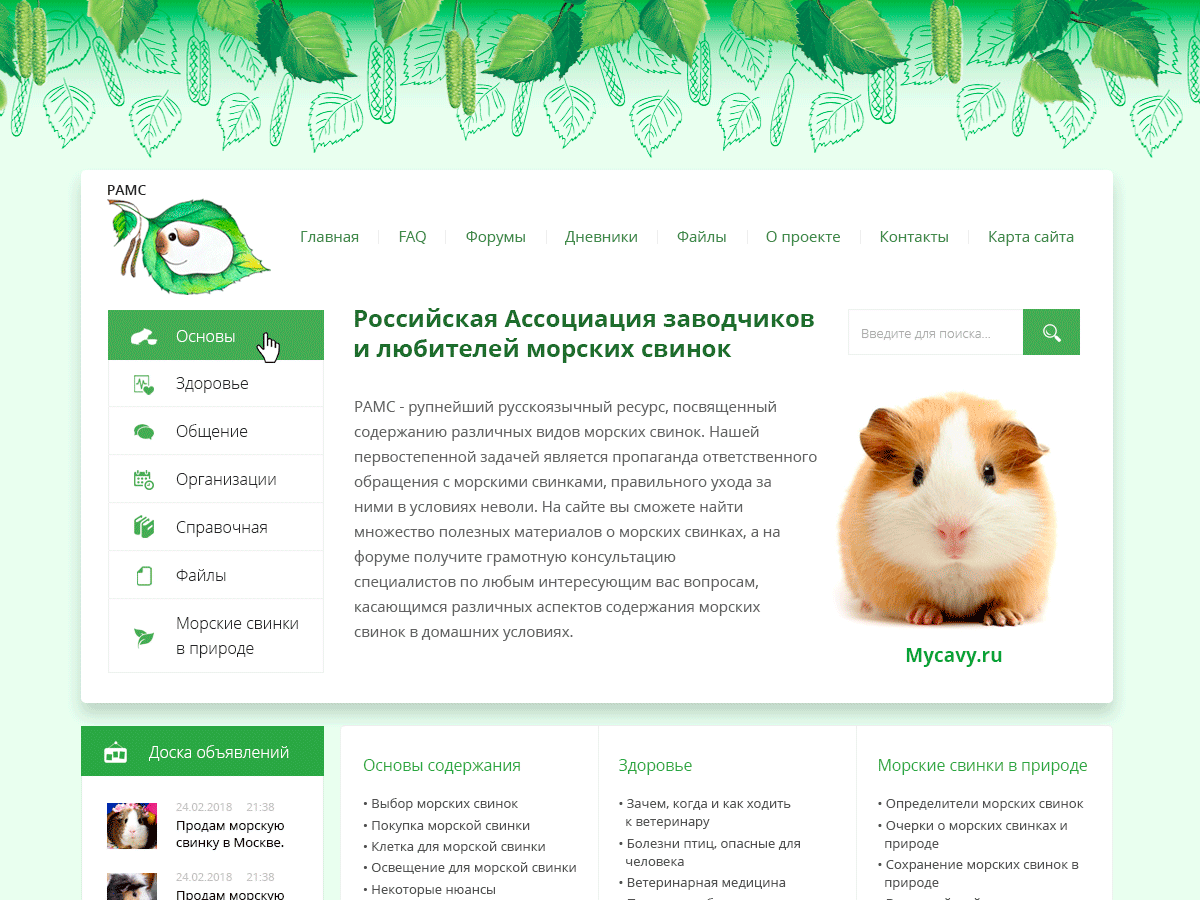 РАМС
Главная
FAQ
Форумы
Дневники
Файлы
О проекте
Контакты
Карта сайта
Основы
Здоровье
Общение
Организации
Справочная
Файлы
Морские свинки
в природе
Российская Ассоциация заводчиков
и любителей морских свинок
РАМС - рупнейший русскоязычный ресурс, посвященный
содержанию различных видов морских свинок. Нашей
первостепенной задачей является пропаганда ответственного
обращения с морскими свинками, правильного ухода за
ними в условиях неволи. На сайте вы сможете найти
множество полезных материалов о морских свинках, а на
форуме получите грамотную консультацию
специалистов по любым интересующим вас вопросам,
касающимся различных аспектов содержания морских
свинок в домашних условиях.
Введите для поиска...
Mycavy.ru
Доска объявлений
24.02.2018 21:38
Продам морскую
свинку в Москве.
24.02.2018 21:38
Продам морскую
Основы содержания
• Выбор морских свинок
• Покупка морской свинки
• Клетка для морской свинки
• Освещение для морской свинки
• Некоторые нюансы
Здоровье
• Зачем, когда и как ходить
к ветеринару
• Болезни птиц, опасные для
человека
• Ветеринарная медицина
Морские свинки в природе
• Определители морских свинок
• Очерки о морских свинках и
природе
• Сохранение морских свинок в
природе